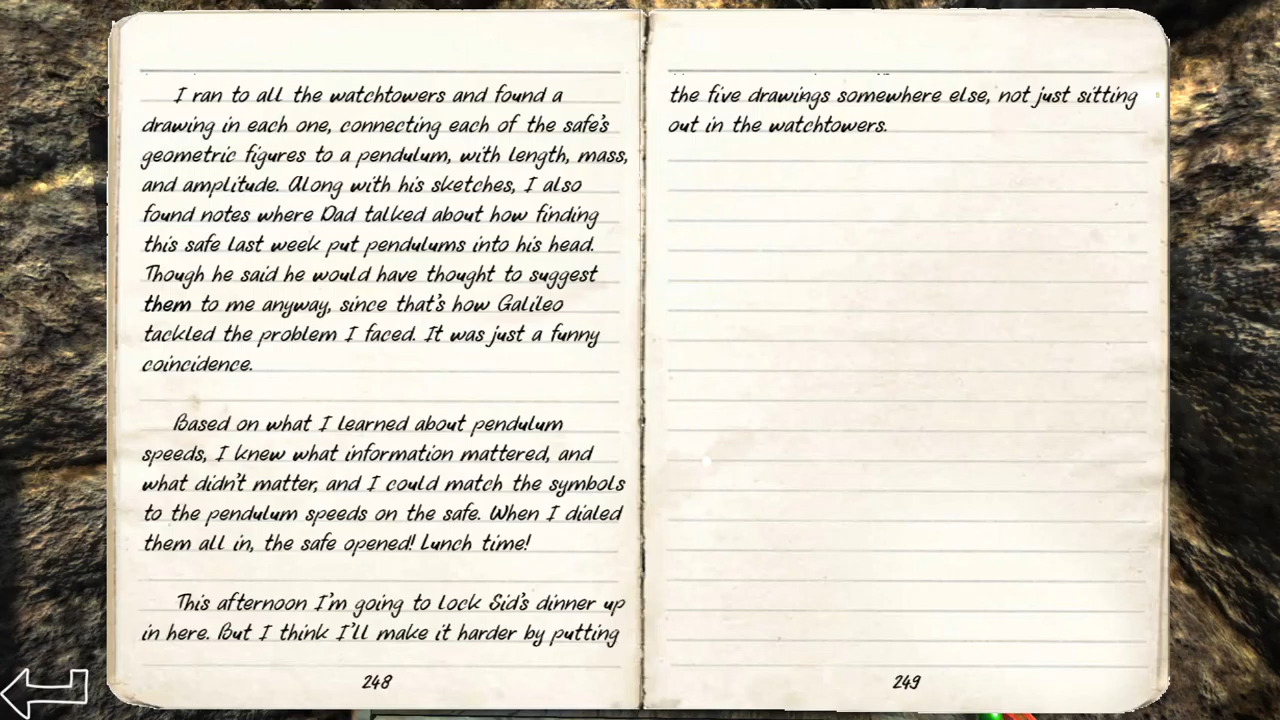 I ran to all the watchtowers and found a
drawing in each one, connecting each of the safe's
geometric figures to a pendulum, with length, mass,
and amplitude. Along with his sketches, I also
found notes where Dad talked about how finding
this safe last week put pendulums into his head.
Though he said he would have thought to suggest
them to me anyway, since that's how Galileo
tackled the problem I faced. It was just a funny
coincidence.
Based on what I learned about pendulum
speeds, I knew what information mattered, and
what didn't matter, and I could match the symbols
to the pendulum speeds on the safe. When I dialed
them all in, the safe opened! Lunch time!
This afternoon I'm going to lock Sid's dinner up
in here. But I think I'll make it harder by putting
248
the five drawings somewhere else, not just sitting
out in the watchtowers.
249